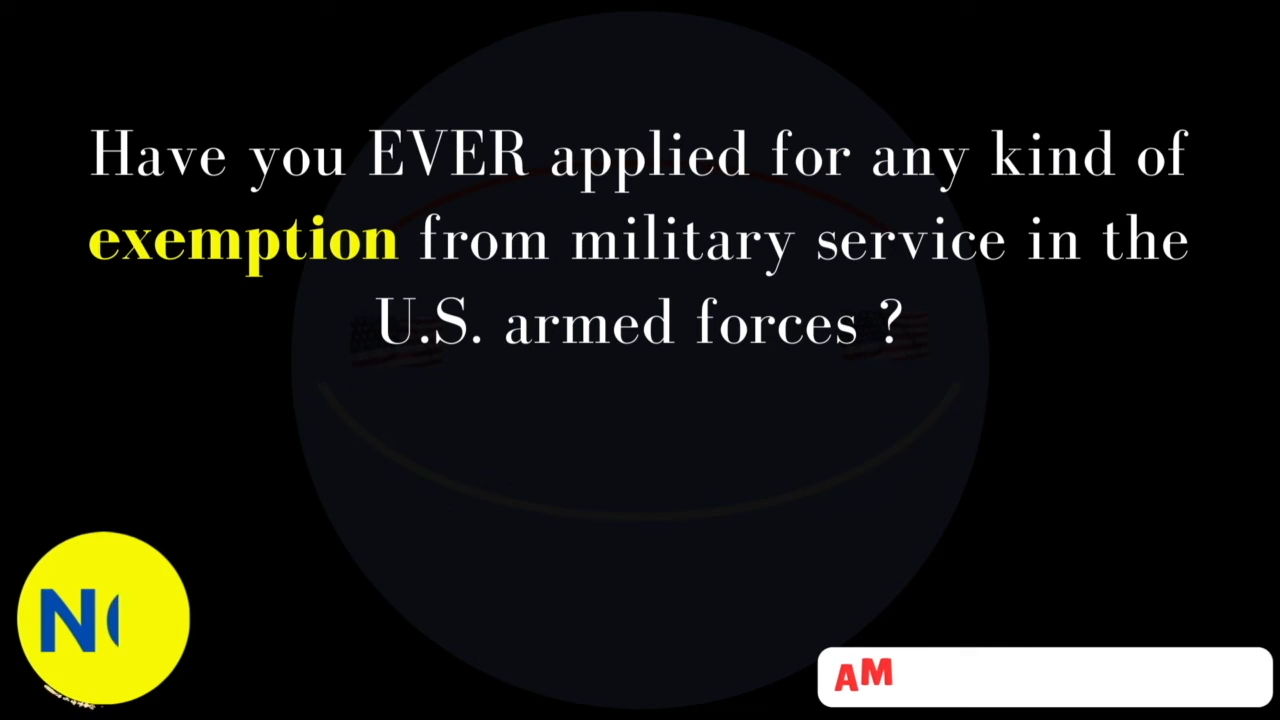 Have you EVER applied for any kind of
exemption from military service in the
U.S. armed forces ?
N
AM